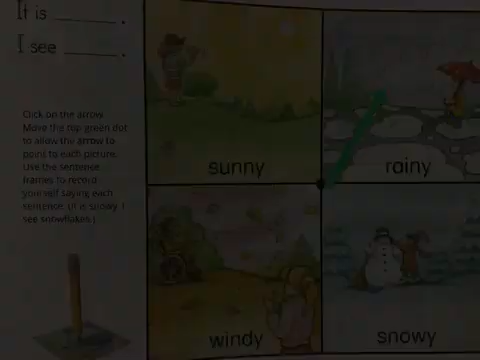 It is ______ .
I see ______ .
Click on the arrow.
Move the top green dot
to allow the arrow to
point to each picture.
Use the sentence
frames to record
yourself saying each
sentence. (It is snowy. I
see snowflakes.)
sunny
rainy
windy
snowy